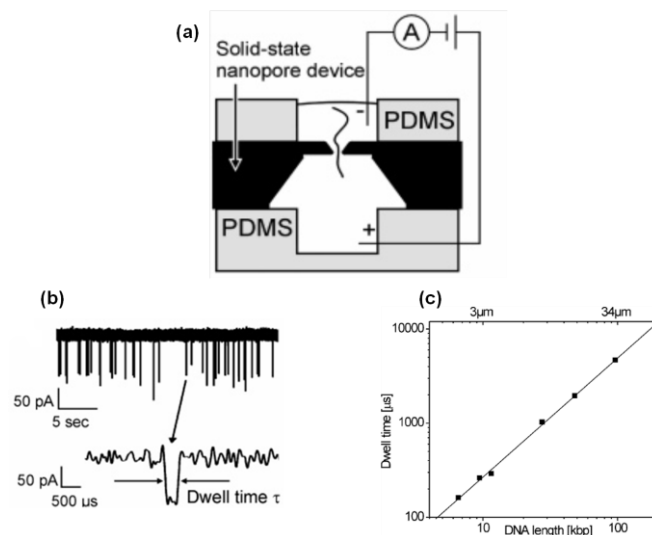 (a)
Solid-state
nanopore device
A
-
PDMS
PDMS
+
(b)
50 pA
5 sec
50 pA
500 µs
Dwell time τ
(c)
3µm 34µm
10000
1000
100
Dwell time [µs]
10 100
DNA length [kbp]